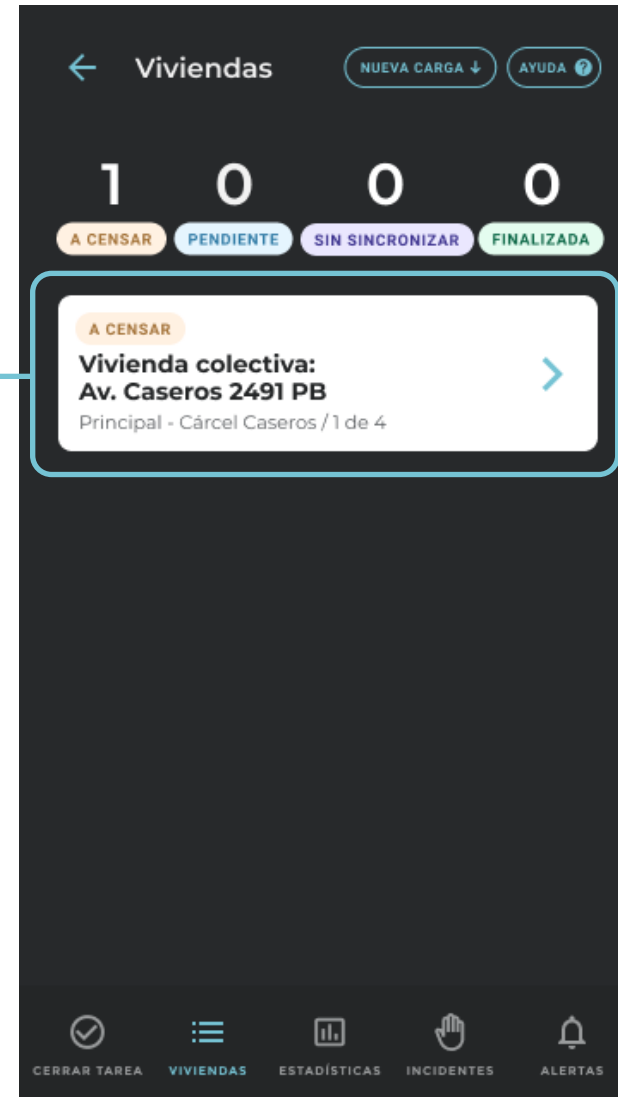 Viviendas
NUEVA CARGA ↓
AYUDA ?
1 0 0 0
A CENSAR PENDIENTE SIN SINCRONIZAR FINALIZADA
A CENSAR
Vivienda colectiva:
Av. Caseros 2491 PB
Principal - Cárcel Caseros / 1 de 4
CERRAR TAREA VIVIENDAS ESTADÍSTICAS INCIDENTES ALERTAS